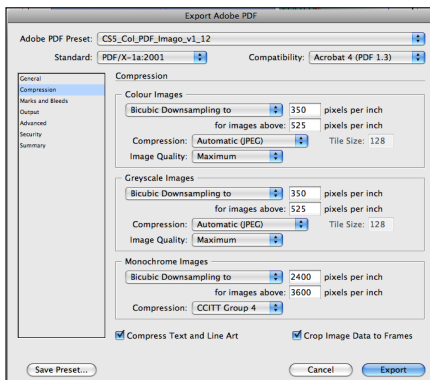 Export Adobe PDF
Adobe PDF Preset: CS5_Col_PDF_Imago_v1_12
Standard: PDF/X-1a:2001 Compatibility: Acrobat 4 (PDF 1.3)
General
Compression
Marks and Bleeds
Output
Advanced
Security
Summary
Compression
Colour Images
Bicubic Downsampling to 350 pixels per inch
for images above: 525 pixels per inch
Compression: Automatic (JPEG) Tile Size: 128
Image Quality: Maximum
Greyscale Images
Bicubic Downsampling to 350 pixels per inch
for images above: 525 pixels per inch
Compression: Automatic (JPEG) Tile Size: 128
Image Quality: Maximum
Monochrome Images
Bicubic Downsampling to 2400 pixels per inch
for images above: 3600 pixels per inch
Compression: CCITT Group 4
Compress Text and Line Art Crop Image Data to Frames
Save Preset... Cancel Export